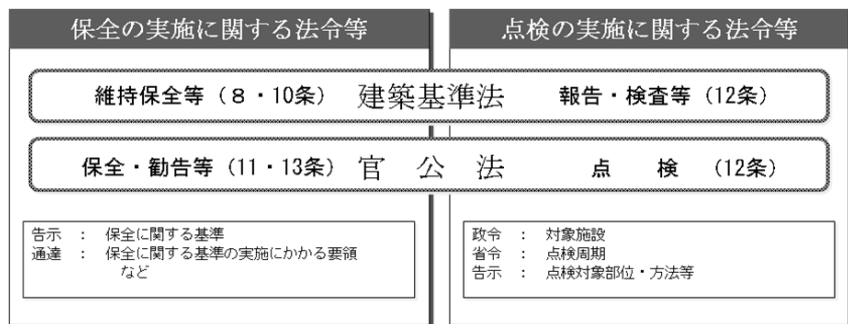 保全の実施に関する法令等
点検の実施に関する法令等
維持保全等（８・10条） 建築基準法 報告・検査等（12条）
保全・勧告等（11・13条） 官　公　法 点　　検　（12条）
告示　：　保全に関する基準
通達　：　保全に関する基準の実施にかかる要領
など
政令　：　対象施設
省令　：　点検周期
告示　：　点検対象部位・方法等